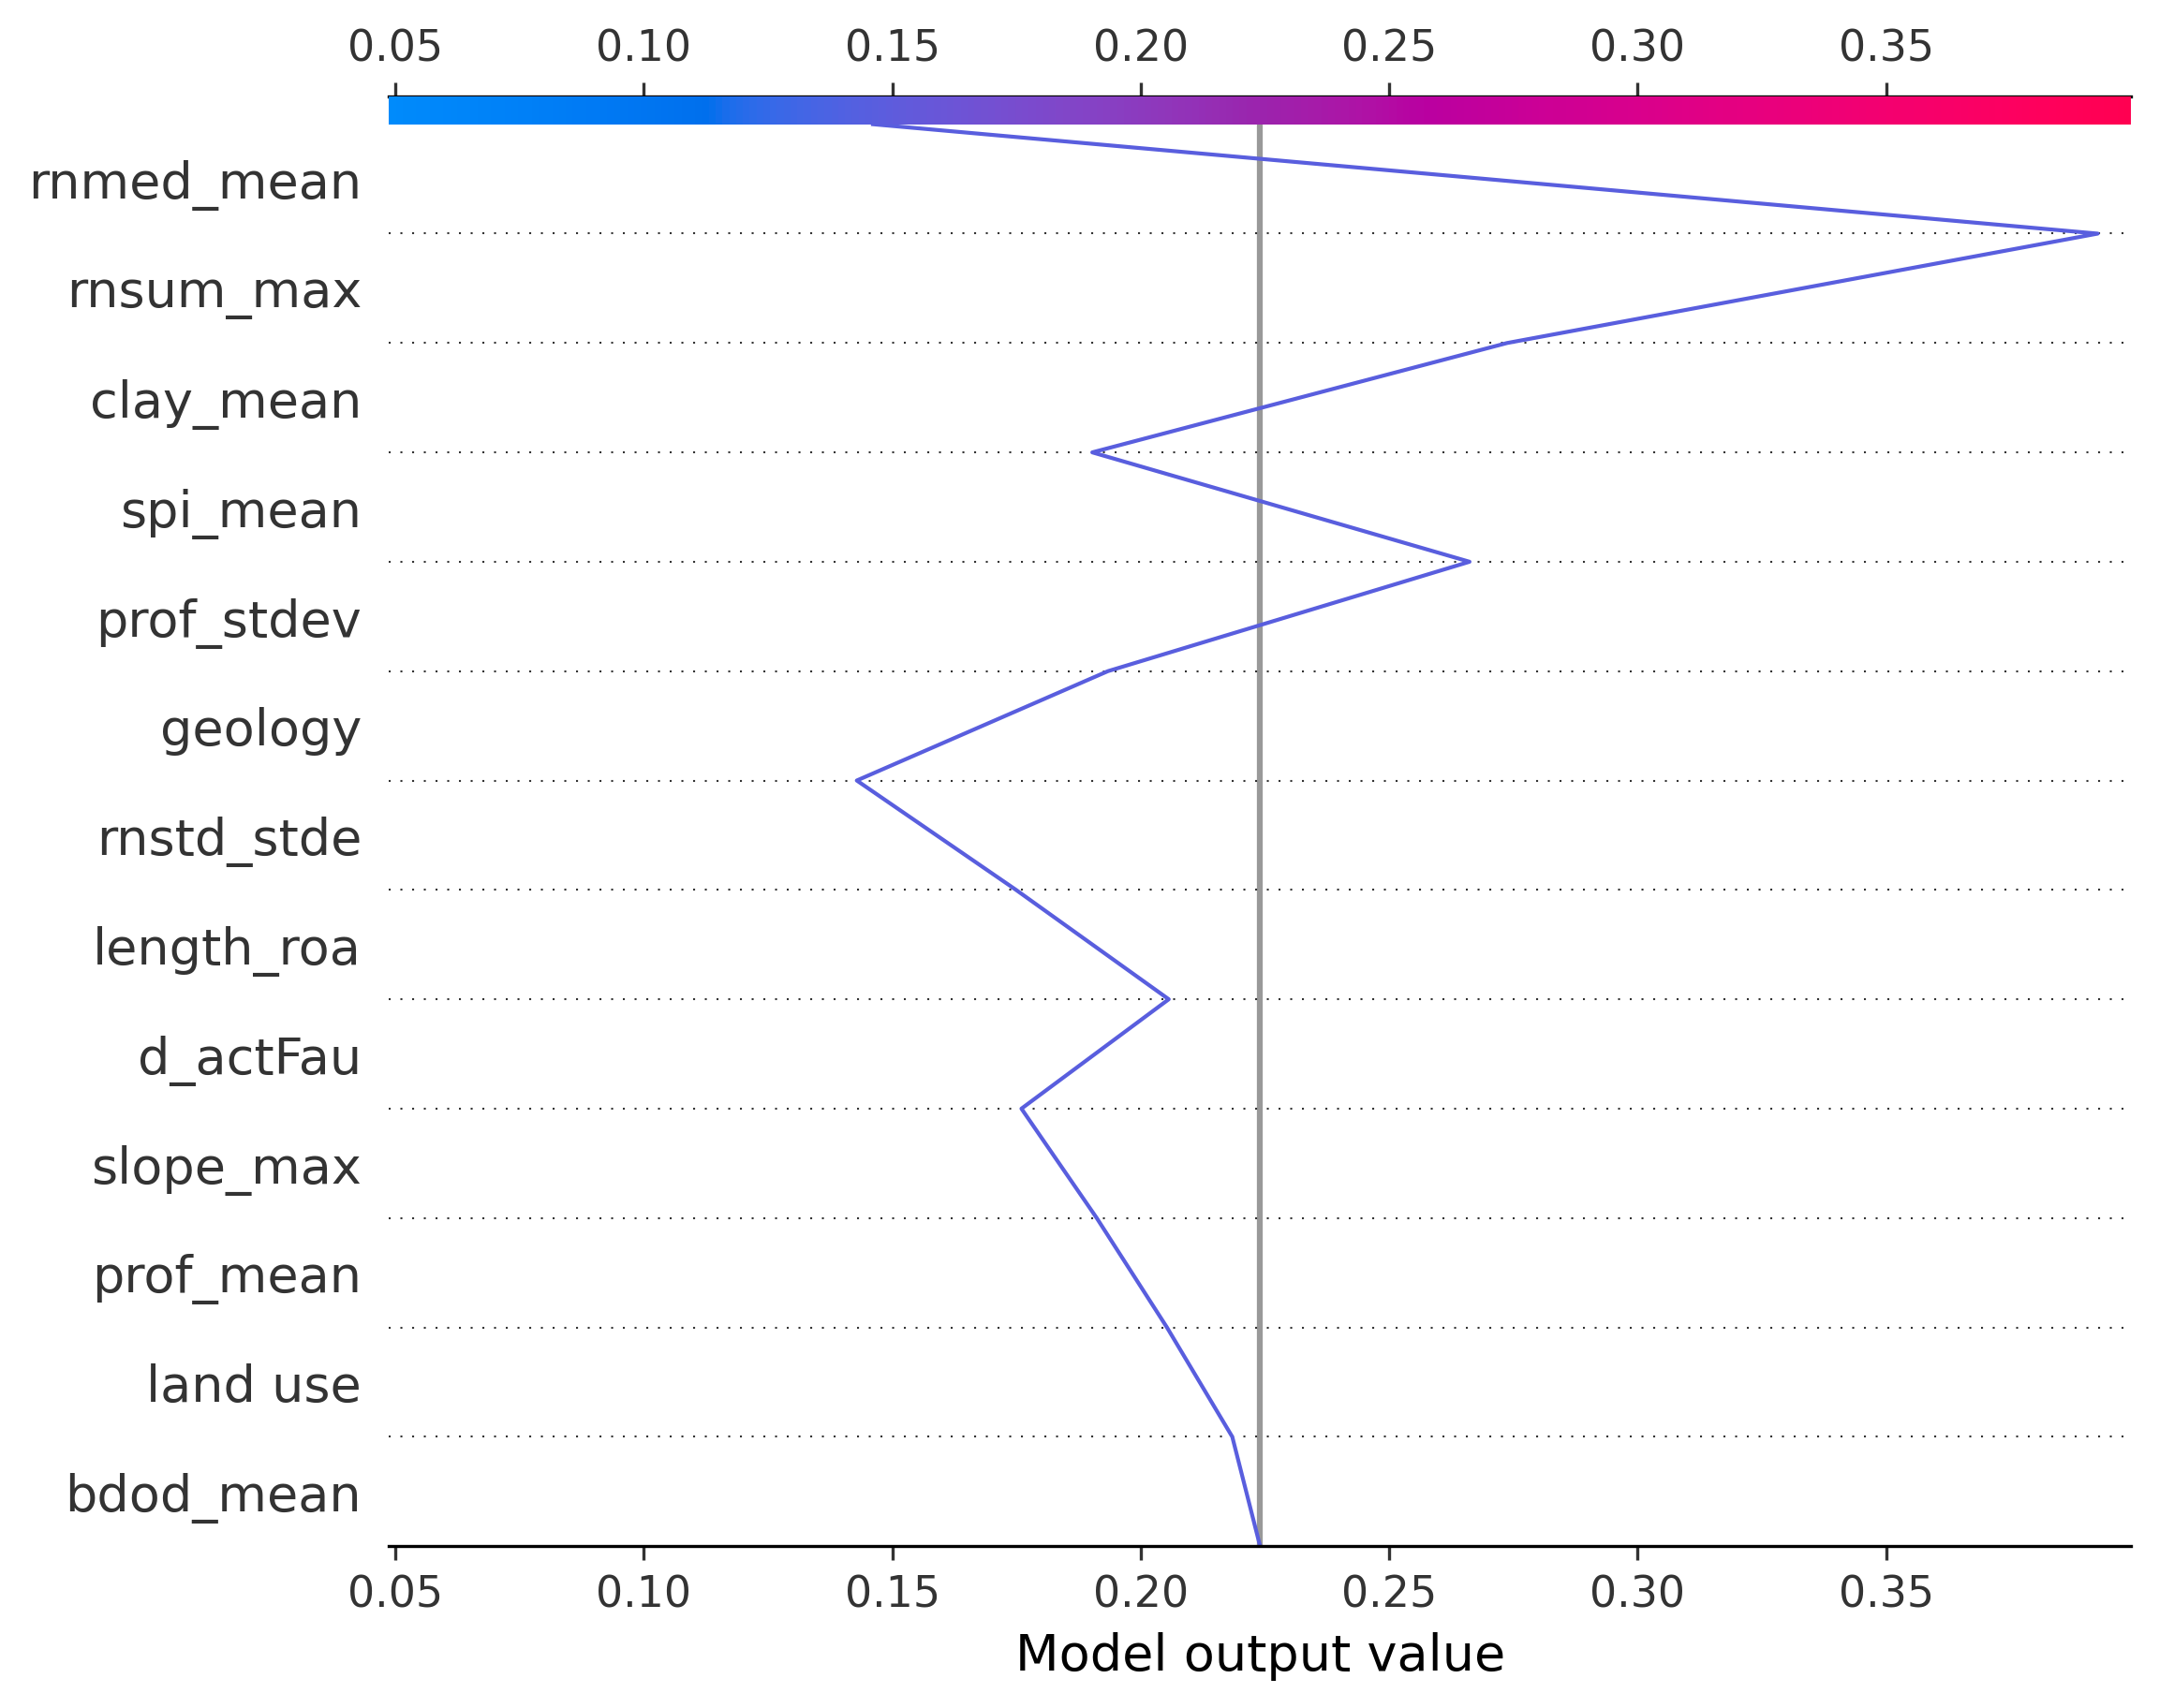 0.05 0.10 0.15 0.20 0.25 0.30 0.35
rnmed_mean
rnsum_max
clay_mean
spi_mean
prof_stdev
geology
rnstd_stde
length_roa
d_actFau
slope_max
prof_mean
land use
bdod_mean
0.05 0.10 0.15 0.20 0.25 0.30 0.35
Model output value